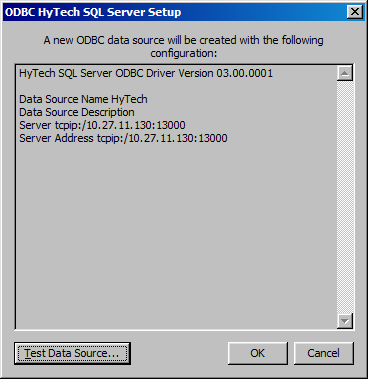 ODBC HyTech SQL Server Setup
A new ODBC data source will be created with the following
configuration:
HyTech SQL Server ODBC Driver Version 03.00.0001
Data Source Name HyTech
Data Source Description
Server tcpip:/10.27.11.130:13000
Server Address tcpip:/10.27.11.130:13000
Test Data Source... OK Cancel